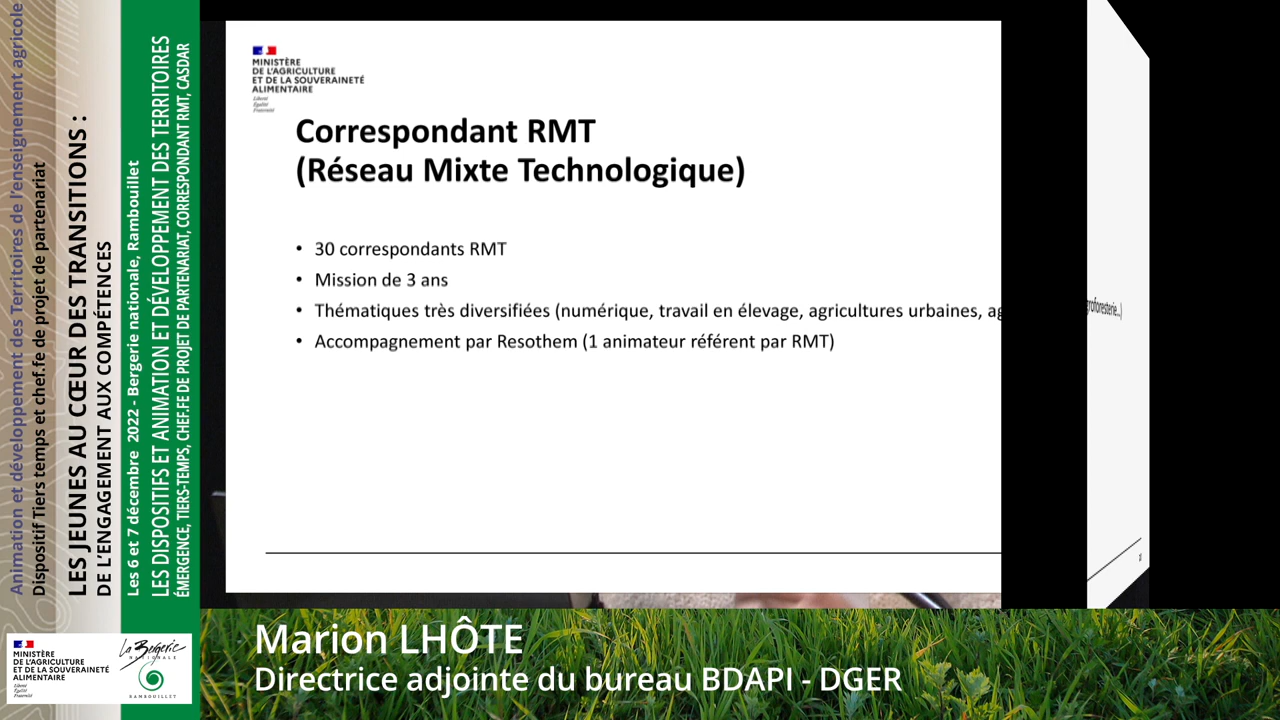 Animation et développement des Territoires de l'enseignement agricole
Dispositif Tiers temps et chef.fe de projet de partenariat
LES JEUNES AU CŒUR DES TRANSITIONS :
DE L'ENGAGEMENT AUX COMPÉTENCES
Les 6 et 7 décembre 2022 - Bergerie nationale, Rambouillet
LES DISPOSITIFS ET ANIMATION ET DÉVELOPPEMENT DES TERRITOIRES
ÉMERGENCE, TIERS-TEMPS, CHEF.FE DE PROJET DE PARTENARIAT, CORRESPONDANT RMT, CASDAR
MINISTÈRE
DE L'AGRICULTURE
ET DE LA SOUVERAINETÉ
ALIMENTAIRE
Liberté
Égalité
Fraternité
La Bergerie
NATIONALE
RAMBOUILLET
MINISTÈRE
DE L'AGRICULTURE
ET DE LA SOUVERAINETÉ
ALIMENTAIRE
Liberté
Égalité
Fraternité
Correspondant RMT
(Réseau Mixte Technologique)
• 30 correspondants RMT
• Mission de 3 ans
• Thématiques très diversifiées (numérique, travail en élevage, agricultures urbaines, ag groforesterie…)
• Accompagnement par Resothem (1 animateur référent par RMT)
Marion LHÔTE
Directrice adjointe du bureau BDAPI - DGER